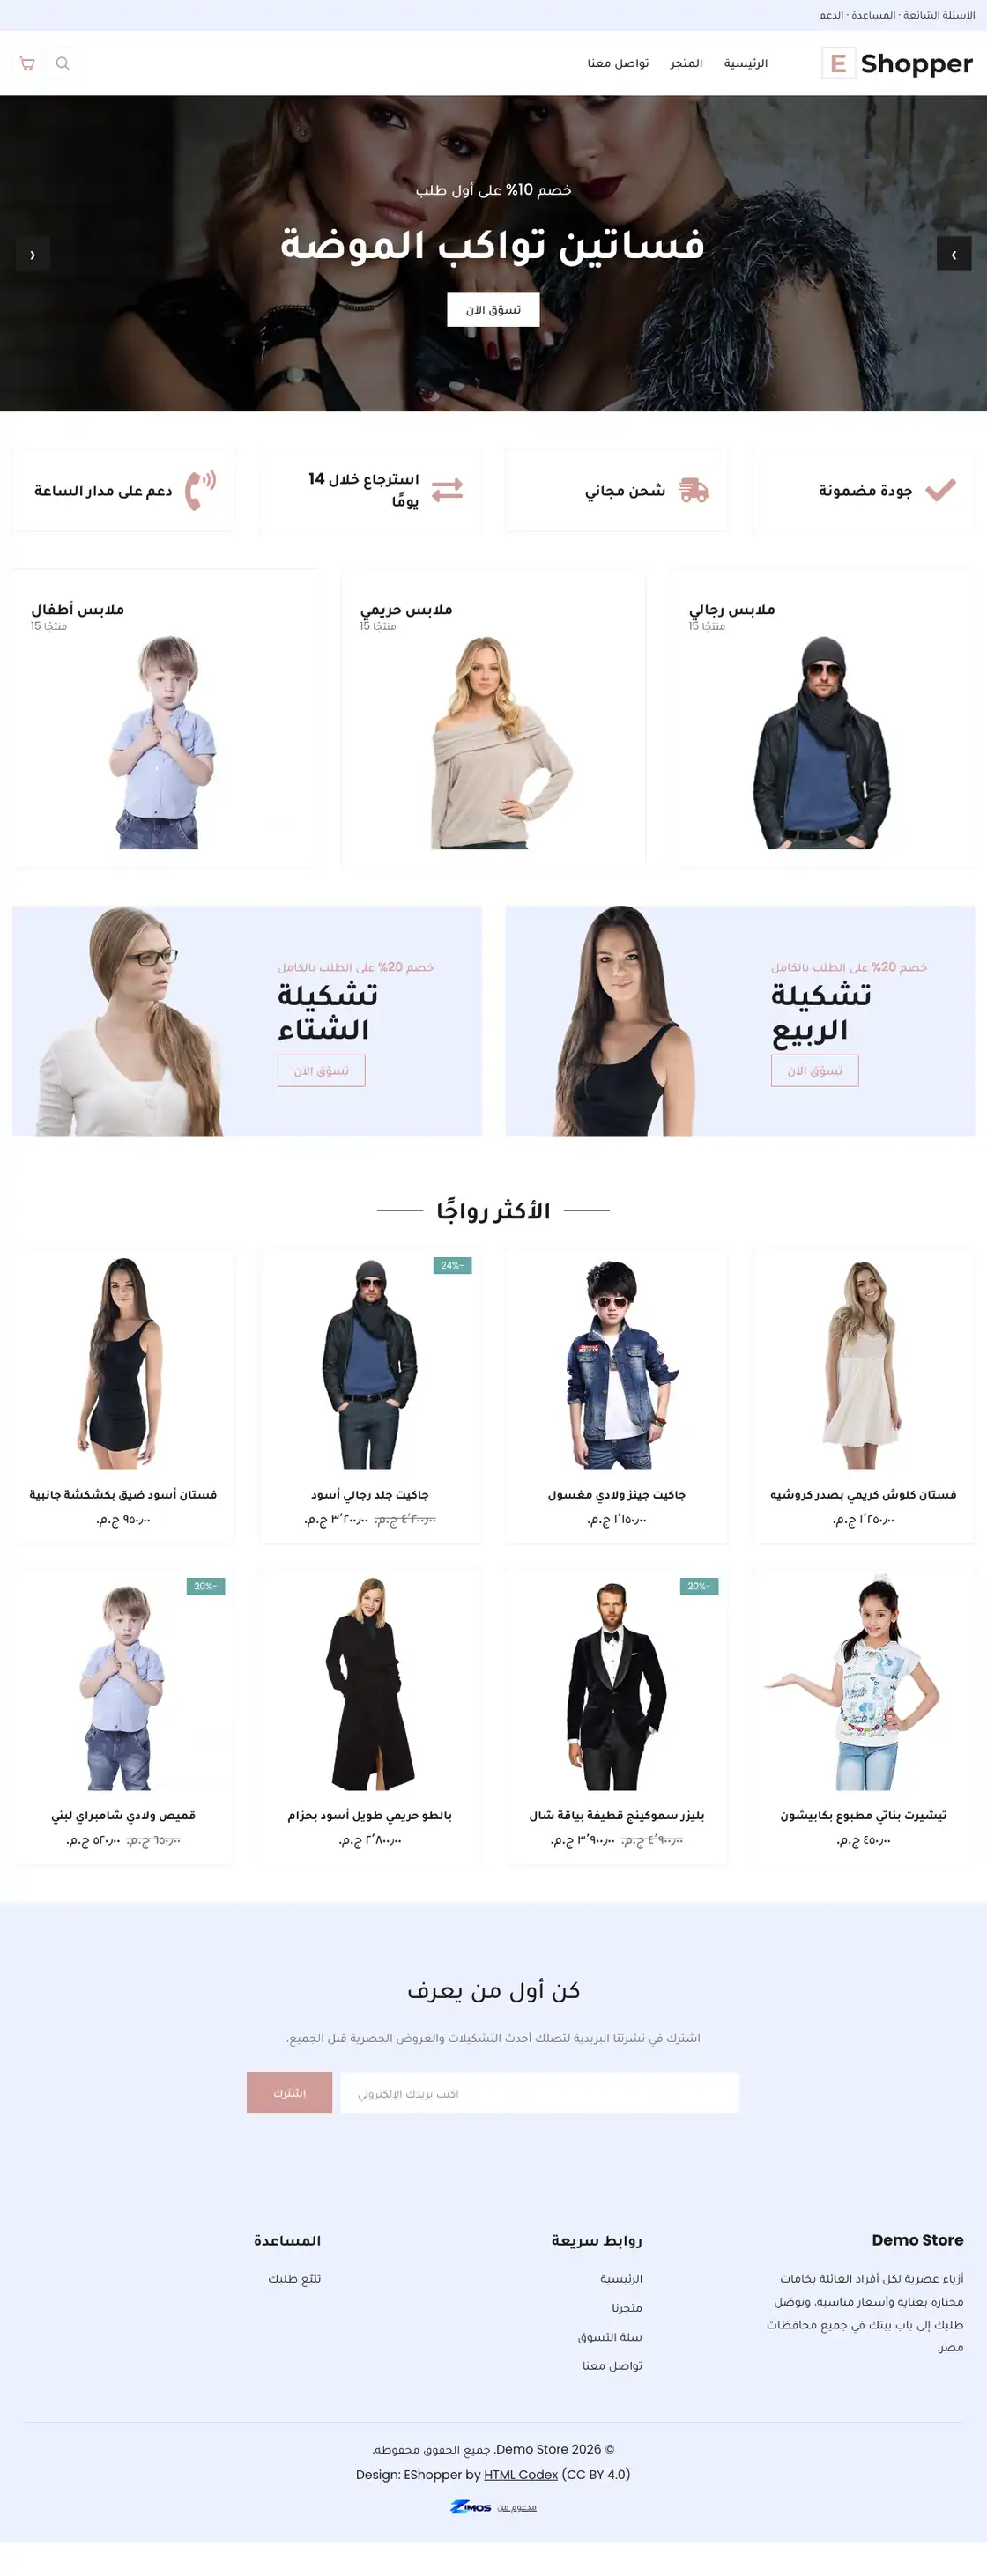 الأسئلة الشائعة · المساعدة · الدعم
E Shopper
الرئيسية
المتجر
تواصل معنا
خصم 10% على أول طلب
فساتين تواكب الموضة
تسوّق الآن
جودة مضمونة
شحن مجاني
استرجاع خلال 14
يومًا
دعم على مدار الساعة
ملابس رجالي
15 منتجًا
ملابس حريمي
15 منتجًا
ملابس أطفال
15 منتجًا
خصم 20% على الطلب بالكامل
تشكيلة
الربيع
تسوّق الآن
خصم 20% على الطلب بالكامل
تشكيلة
الشتاء
تسوّق الآن
الأكثر رواجًا
فستان كلوش كريمي بصدر كروشيه
١٬٢٥٠٫٠٠ ج.م.
جاكيت جينز ولادي مغسول
١٬١٥٠٫٠٠ ج.م.
-24%
جاكيت جلد رجالي أسود
٤٬٢٠٠٫٠٠ ج.م. ٣٬٢٠٠٫٠٠ ج.م.
فستان أسود ضيق بكشكشة جانبية
٩٥٠٫٠٠ ج.م.
تيشيرت بناتي مطبوع بكابيشون
٤٥٠٫٠٠ ج.م.
-20%
بليزر سموكينج قطيفة بياقة شال
٤٬٩٠٠٫٠٠ ج.م. ٣٬٩٠٠٫٠٠ ج.م.
بالطو حريمي طويل أسود بحزام
٢٬٨٠٠٫٠٠ ج.م.
-20%
قميص ولادي شامبراي لبني
٦٥٠٫٠٠ ج.م. ٥٢٠٫٠٠ ج.م.
كن أول من يعرف
اشترك في نشرتنا البريدية لتصلك أحدث التشكيلات والعروض الحصرية قبل الجميع.
اكتب بريدك الإلكتروني
اشترك
Demo Store
أزياء عصرية لكل أفراد العائلة بخامات
مختارة بعناية وأسعار مناسبة، ونوصّل
طلبك إلى باب بيتك في جميع محافظات
مصر.
روابط سريعة
الرئيسية
متجرنا
سلة التسوق
تواصل معنا
المساعدة
تتبّع طلبك
© 2026 Demo Store. جميع الحقوق محفوظة.
Design: EShopper by HTML Codex (CC BY 4.0)
مدعوم من ZIMOS